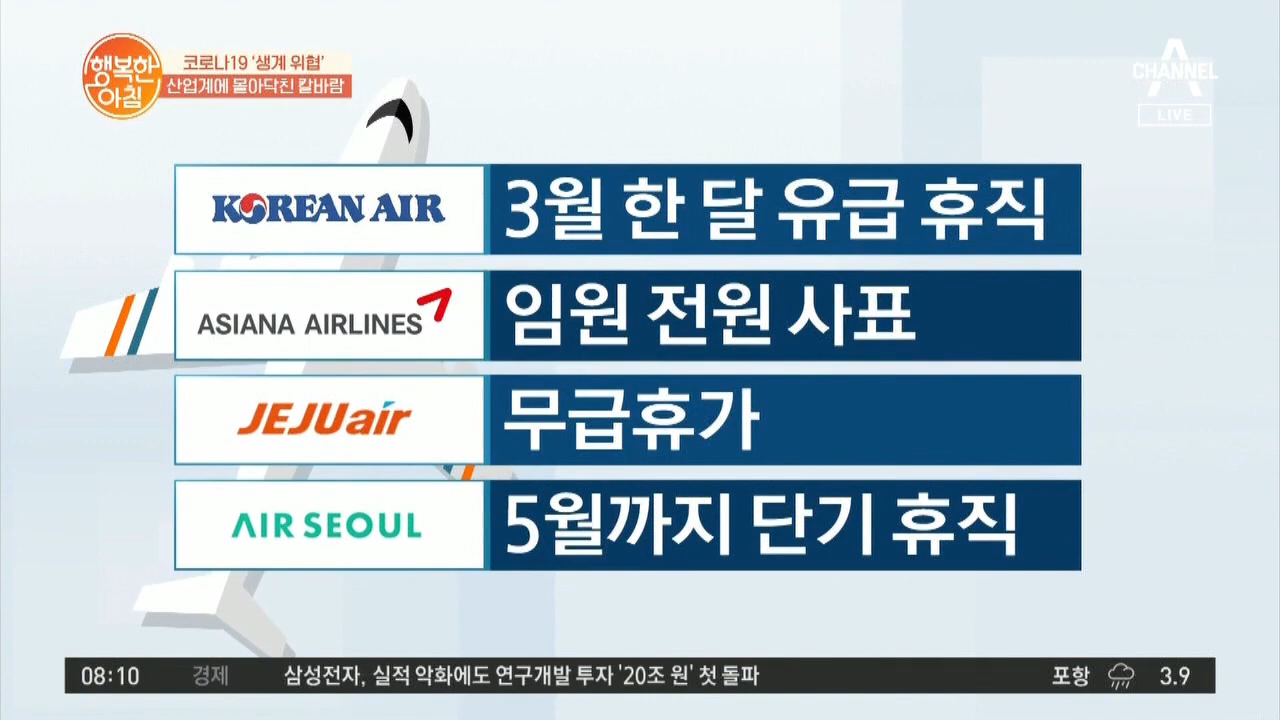 행복한
아침
코로나19 '생계 위협'
산업계에 몰아닥친 칼바람
CHANNEL A
LIVE
KOREAN AIR 3월 한 달 유급 휴직
ASIANA AIRLINES 임원 전원 사표
JEJUair 무급휴가
AIR SEOUL 5월까지 단기 휴직
08:10 경제 삼성전자, 실적 악화에도 연구개발 투자 '20조 원' 첫 돌파 포항 3.9